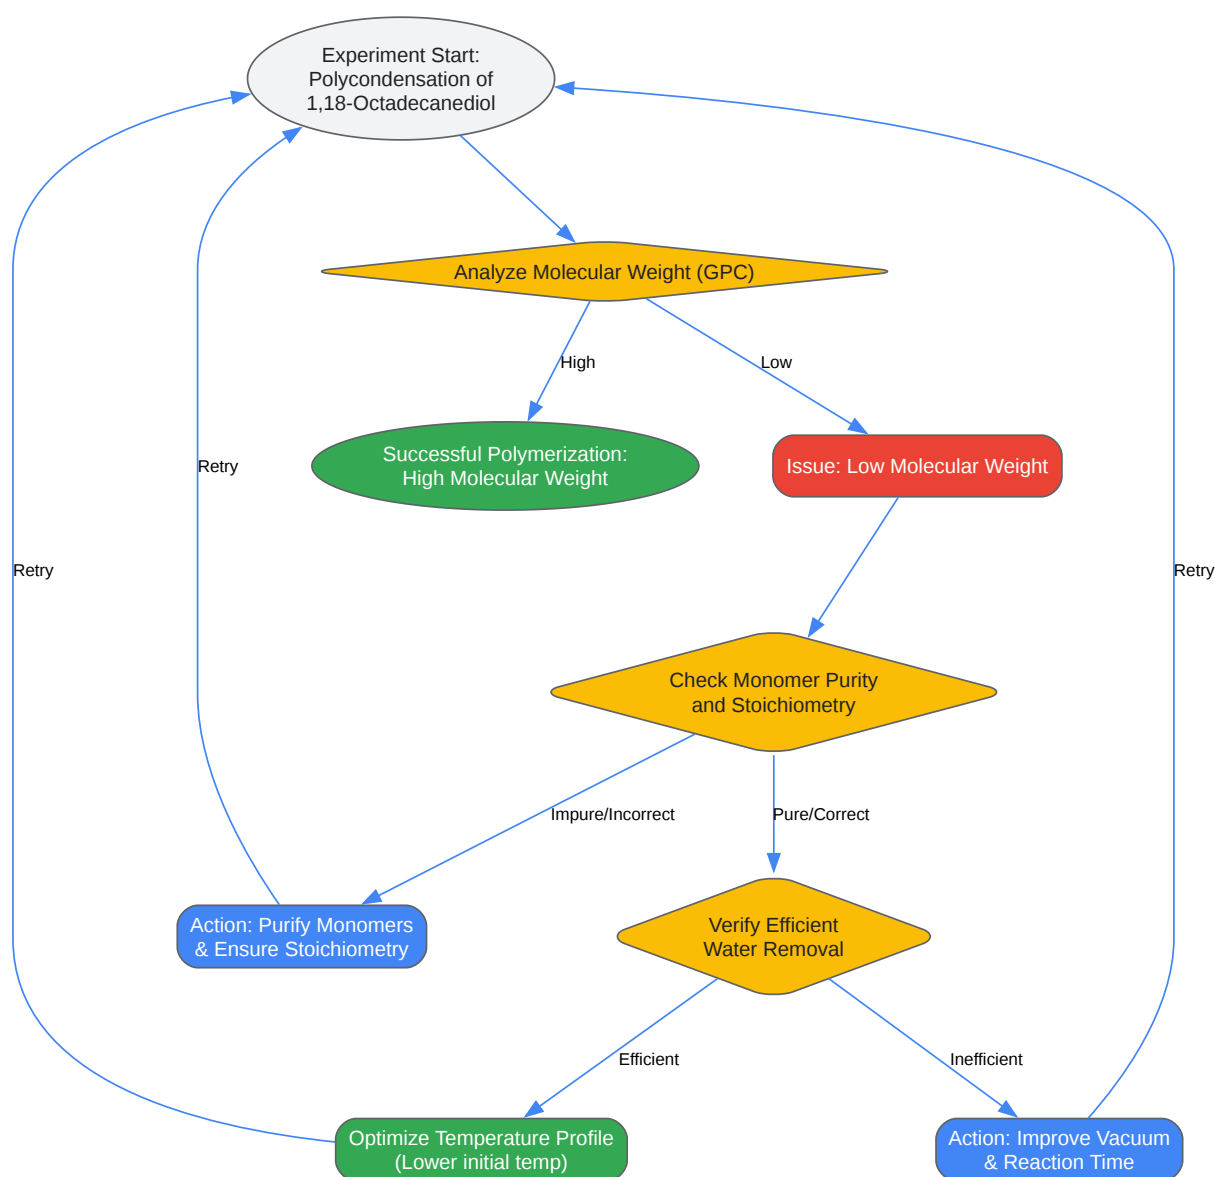 Experiment Start:
Polycondensation of
1,18-Octadecanediol
Analyze Molecular Weight (GPC)
High
Low
Successful Polymerization:
High Molecular Weight
Issue: Low Molecular Weight
Retry
Retry
Retry
Check Monomer Purity
and Stoichiometry
Impure/Incorrect
Pure/Correct
Action: Purify Monomers
& Ensure Stoichiometry
Verify Efficient
Water Removal
Efficient
Inefficient
Optimize Temperature Profile
(Lower initial temp)
Action: Improve Vacuum
& Reaction Time